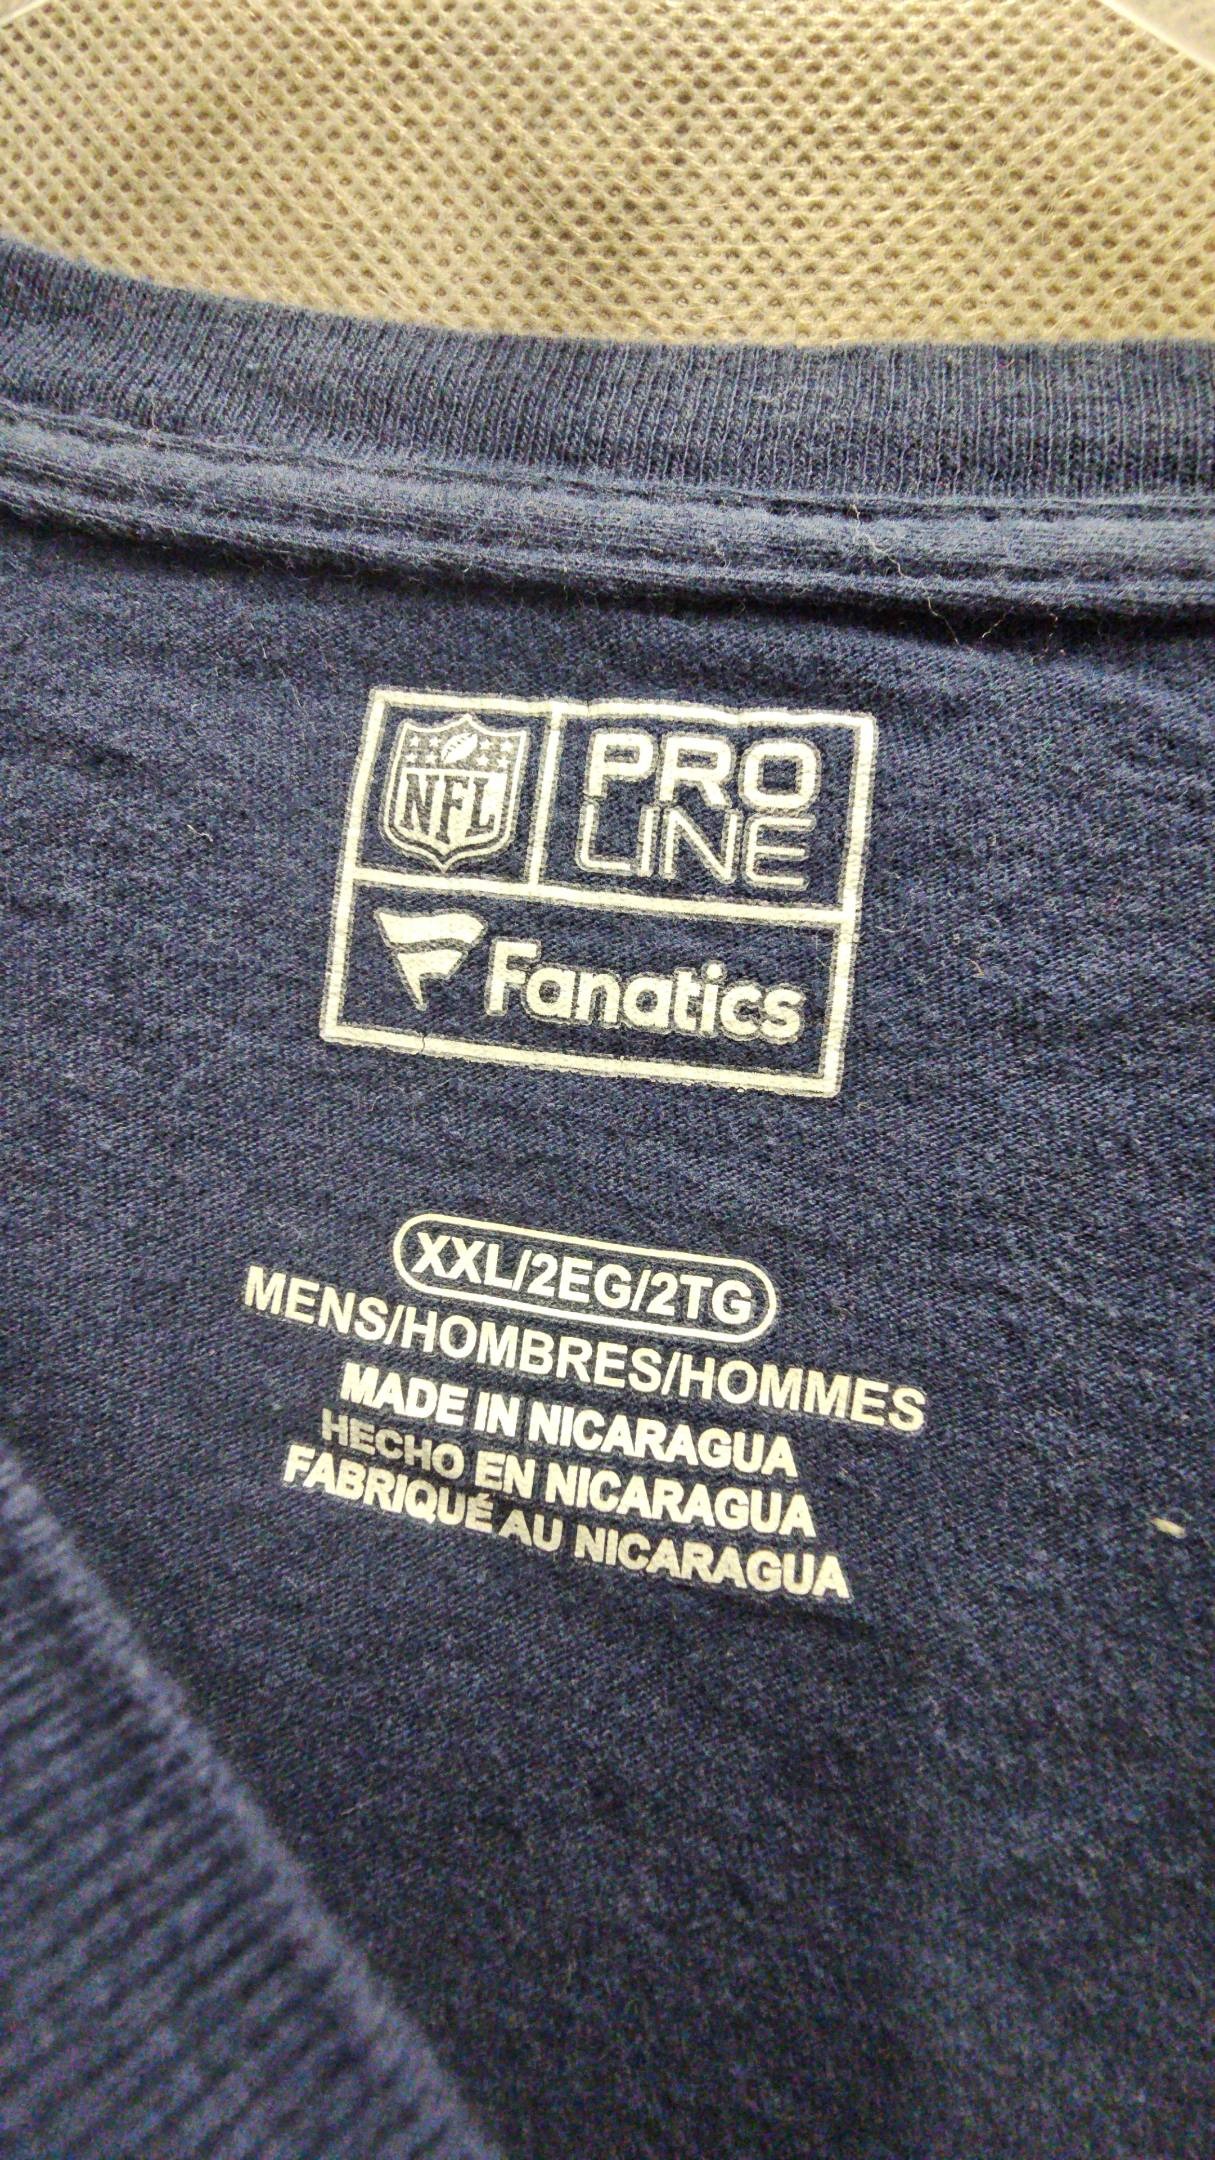 NFL
PRO
LINE
Fanatics
XXL/2EG/2TG
MENS/HOMBRES/HOMMES
MADE IN NICARAGUA
HECHO EN NICARAGUA
FABRIQUÉ AU NICARAGUA